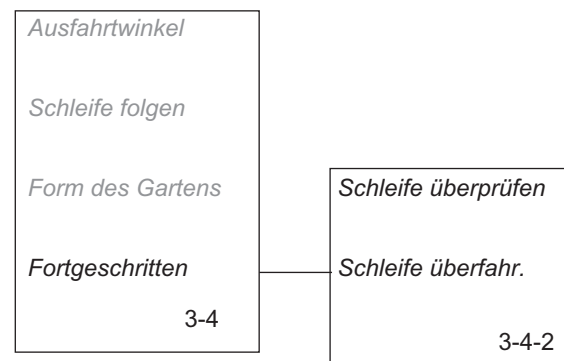 Ausfahrtwinkel
Schleife folgen
Form des Gartens
Fortgeschritten
3-4
Schleife überprüfen
Schleife überfahr.
3-4-2